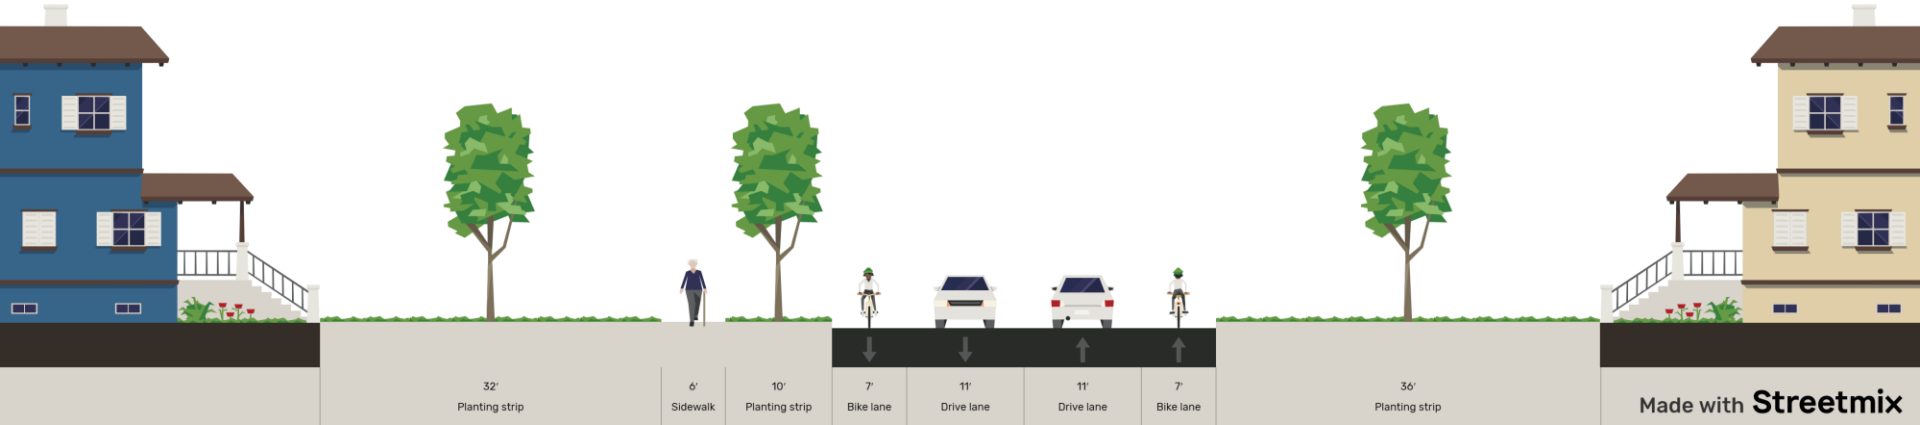 32′
Planting strip
6′
Sidewalk
10′
Planting strip
7′
Bike lane
11′
Drive lane
11′
Drive lane
7′
Bike lane
36′
Planting strip
Made with Streetmix